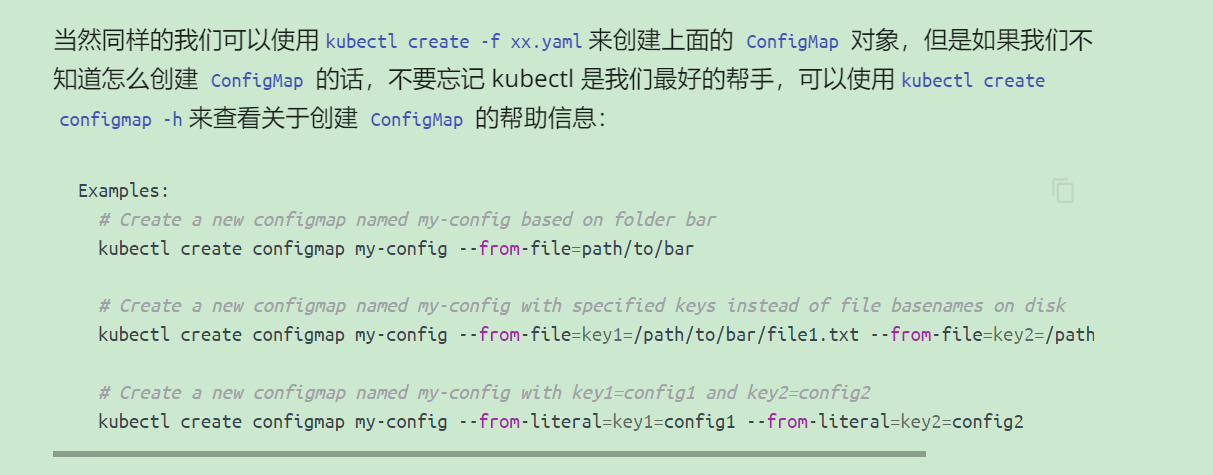 当然同样的我们可以使用 kubectl create -f xx.yaml 来创建上面的 ConfigMap 对象，但是如果我们不
知道怎么创建 ConfigMap 的话，不要忘记 kubectl 是我们最好的帮手，可以使用 kubectl create
configmap -h 来查看关于创建 ConfigMap 的帮助信息：
Examples:
# Create a new configmap named my-config based on folder bar
kubectl create configmap my-config --from-file=path/to/bar
# Create a new configmap named my-config with specified keys instead of file basenames on disk
kubectl create configmap my-config --from-file=key1=/path/to/bar/file1.txt --from-file=key2=/path
# Create a new configmap named my-config with key1=config1 and key2=config2
kubectl create configmap my-config --from-literal=key1=config1 --from-literal=key2=config2